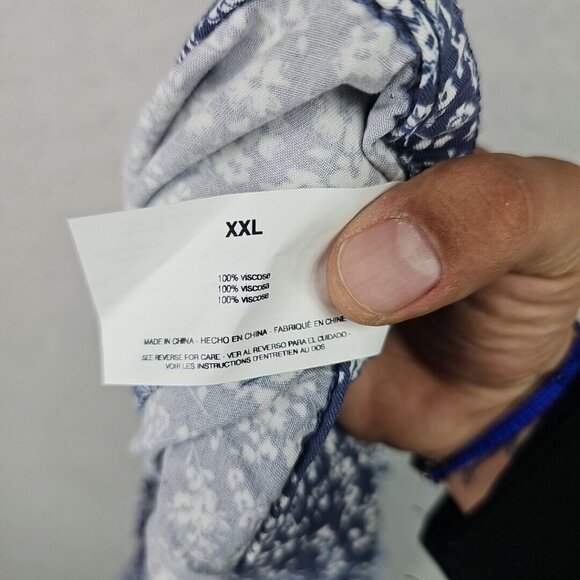 XXL
100% VISCOSE
100% VISCOSA
100% VISCOSE
MADE IN CHINA - HECHO EN CHINA - FABRIQUÉ EN CHINE
SEE REVERSE FOR CARE - VER AL REVERSO PARA EL CUIDADO
VOIR LES INSTRUCTIONS D'ENTRETIEN AU DOS